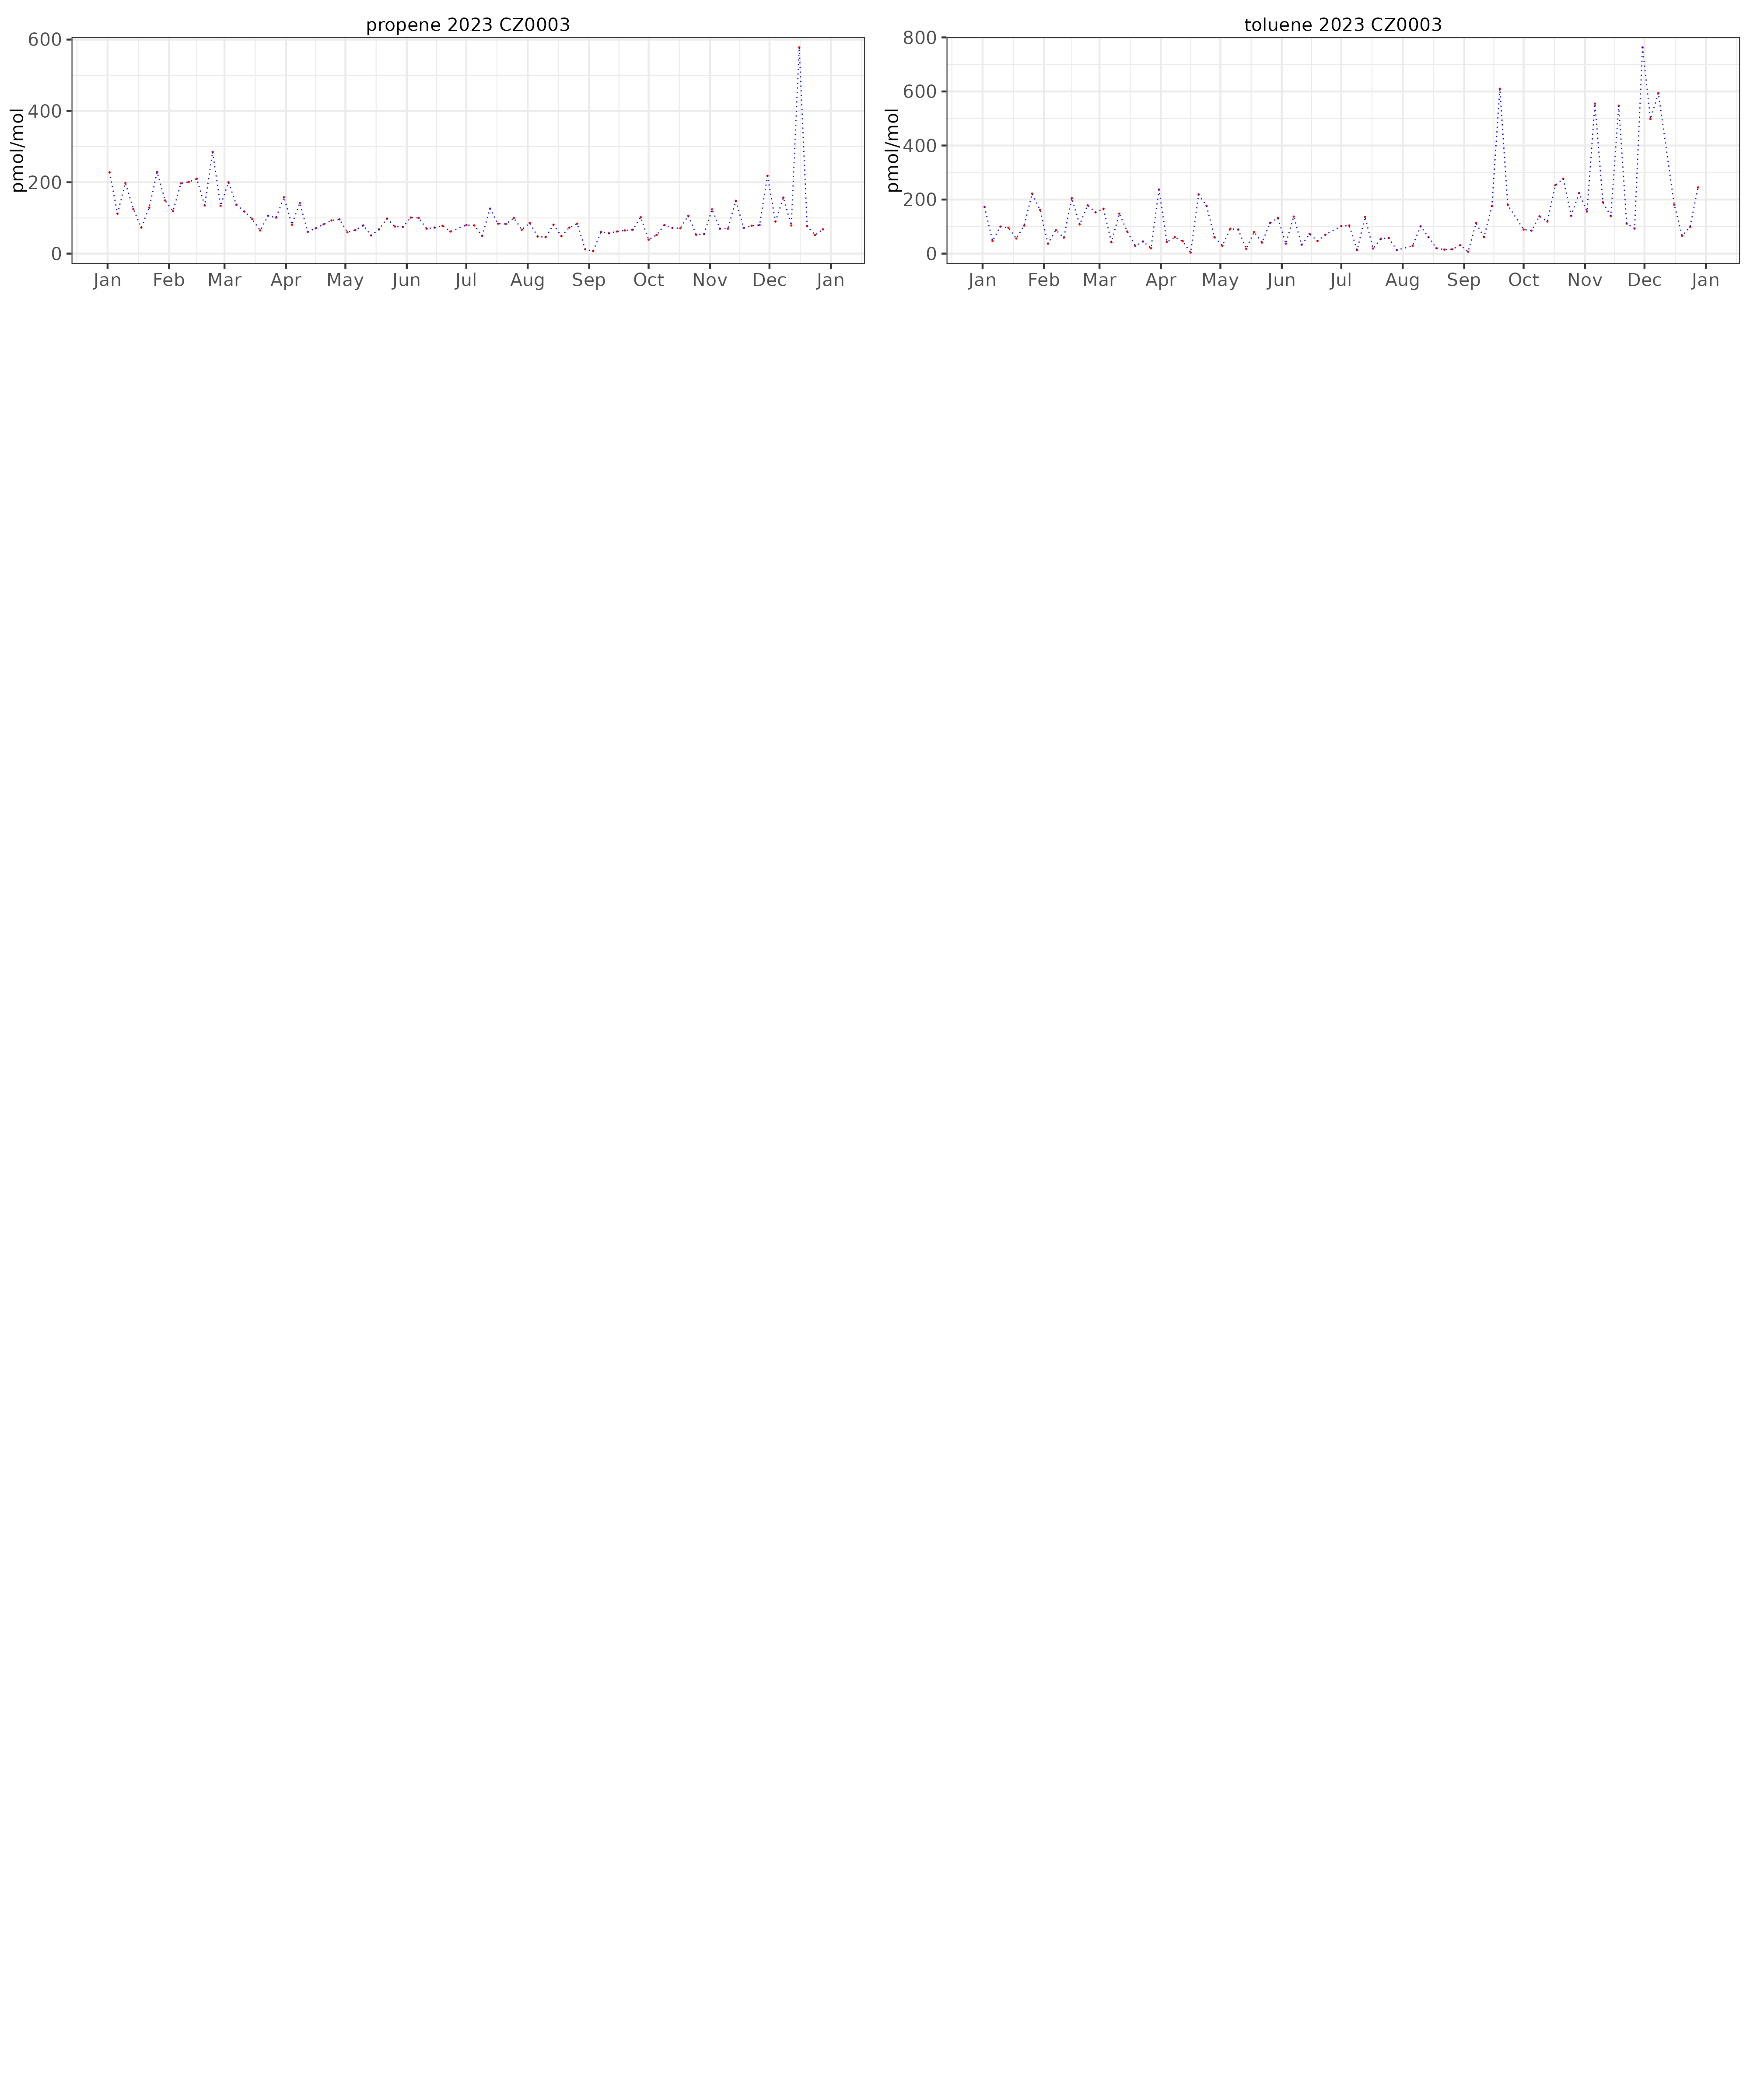 propene 2023 CZ0003
600
400
200
0
pmol/mol
Jan Feb Mar Apr May Jun Jul Aug Sep Oct Nov Dec Jan
toluene 2023 CZ0003
800
600
400
200
0
pmol/mol
Jan Feb Mar Apr May Jun Jul Aug Sep Oct Nov Dec Jan